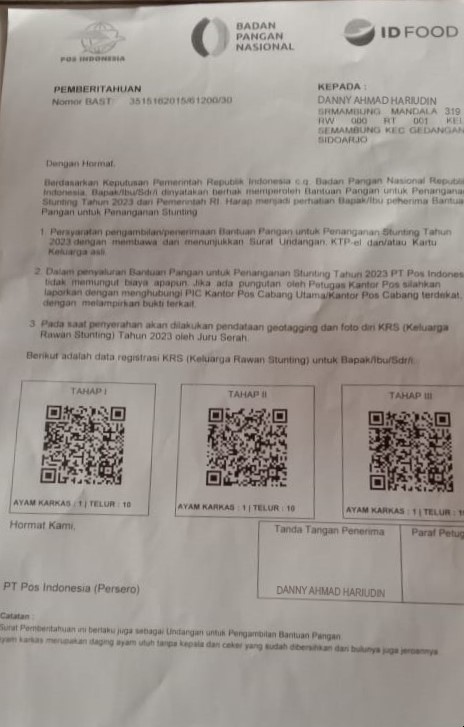 POS INDONESIA
BADAN
PANGAN
NASIONAL
ID FOOD
PEMBERITAHUAN
Nomor BAST: 3515162015/61200/30
KEPADA :
DANNY AHMAD HARIUDIN
SRMAMBUNG MANDALA 319
RW 000 RT 001 KEL
SEMAMBUNG KEC GEDANGAN
SIDOARJO
Dengan Hormat,
Berdasarkan Keputusan Pemerintah Republik Indonesia c.q. Badan Pangan Nasional Republi
Indonesia, Bapak/Ibu/Sdr/i dinyatakan berhak memperoleh Bantuan Pangan untuk Penangana
Stunting Tahun 2023 dari Pemerintah RI. Harap menjadi perhatian Bapak/Ibu penerima Bantua
Pangan untuk Penanganan Stunting
1. Persyaratan pengambilan/penerimaan Bantuan Pangan untuk Penanganan Stunting Tahun
2023 dengan membawa dan menunjukkan Surat Undangan, KTP-el dan/atau Kartu
Keluarga asli.
2. Dalam penyaluran Bantuan Pangan untuk Penanganan Stunting Tahun 2023 PT Pos Indones
tidak memungut biaya apapun. Jika ada pungutan oleh Petugas Kantor Pos silahkan
laporkan dengan menghubungi PIC Kantor Pos Cabang Utama/Kantor Pos Cabang terdekat,
dengan melampirkan bukti terkait.
3. Pada saat penyerahan akan dilakukan pendataan geotagging dan foto diri KRS (Keluarga
Rawan Stunting) Tahun 2023 oleh Juru Serah.
Berikut adalah data registrasi KRS (Keluarga Rawan Stunting) untuk Bapak/Ibu/Sdr/i:
TAHAP I
TAHAP II
TAHAP III
AYAM KARKAS : 1 | TELUR : 10
AYAM KARKAS : 1 | TELUR : 10
AYAM KARKAS : 1 | TELUR : 1
Hormat Kami,
Tanda Tangan Penerima
Paraf Petug
PT Pos Indonesia (Persero)
DANNY AHMAD HARIUDIN
Catatan :
Surat Pemberitahuan ini berlaku juga sebagai Undangan untuk Pengambilan Bantuan Pangan
yam karkas merupakan daging ayam utuh tanpa kepala dan ceker yang sudah dibersihkan dan bulunya juga jeroannya